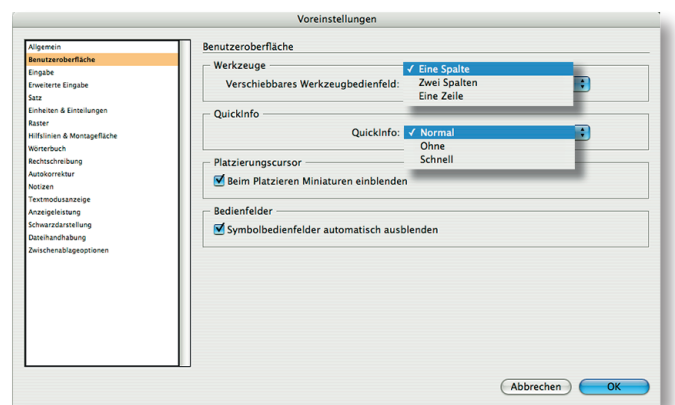 Voreinstellungen
Allgemein
Benutzeroberfläche
Eingabe
Erweiterte Eingabe
Satz
Einheiten & Einteilungen
Raster
Hilfslinien & Montagefläche
Wörterbuch
Rechtschreibung
Autokorrektur
Notizen
Textmodusanzeige
Anzeigeleistung
Schwarzdarstellung
Dateihandhabung
Zwischenablageoptionen
Benutzeroberfläche
Werkzeuge
Verschiebbares Werkzeugbedienfeld:
✓ Eine Spalte
Zwei Spalten
Eine Zeile
QuickInfo
QuickInfo:
✓ Normal
Ohne
Schnell
Platzierungscursor
Beim Platzieren Miniaturen einblenden
Bedienfelder
Symbolbedienfelder automatisch ausblenden
Abbrechen
OK